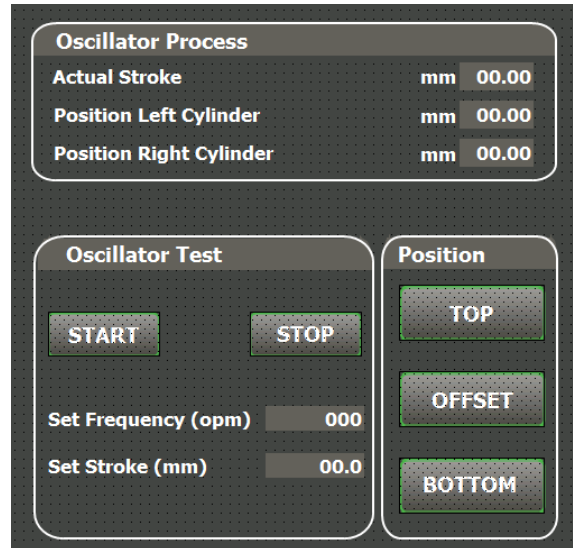 Oscillator Process
Actual Stroke mm 00.00
Position Left Cylinder mm 00.00
Position Right Cylinder mm 00.00
Oscillator Test
START STOP
Set Frequency (opm) 000
Set Stroke (mm) 00.0
Position
TOP
OFFSET
BOTTOM